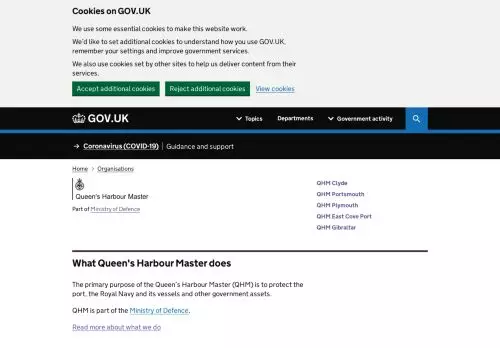 Cookies on GOV.UK
We use some essential cookies to make this website work.
We'd like to set additional cookies to understand how you use GOV.UK,
remember your settings and improve government services.
We also use cookies set by other sites to help us deliver content from their
services.
Accept additional cookies Reject additional cookies View cookies
GOV.UK Topics Departments Government activity
→ Coronavirus (COVID-19) Guidance and support
Home > Organisations
Queen's Harbour Master
Part of Ministry of Defence
QHM Clyde
QHM Portsmouth
QHM Plymouth
QHM East Cove Port
QHM Gibraltar
What Queen's Harbour Master does
The primary purpose of the Queen's Harbour Master (QHM) is to protect the
port, the Royal Navy and its vessels and other government assets.
QHM is part of the Ministry of Defence.
Read more about what we do